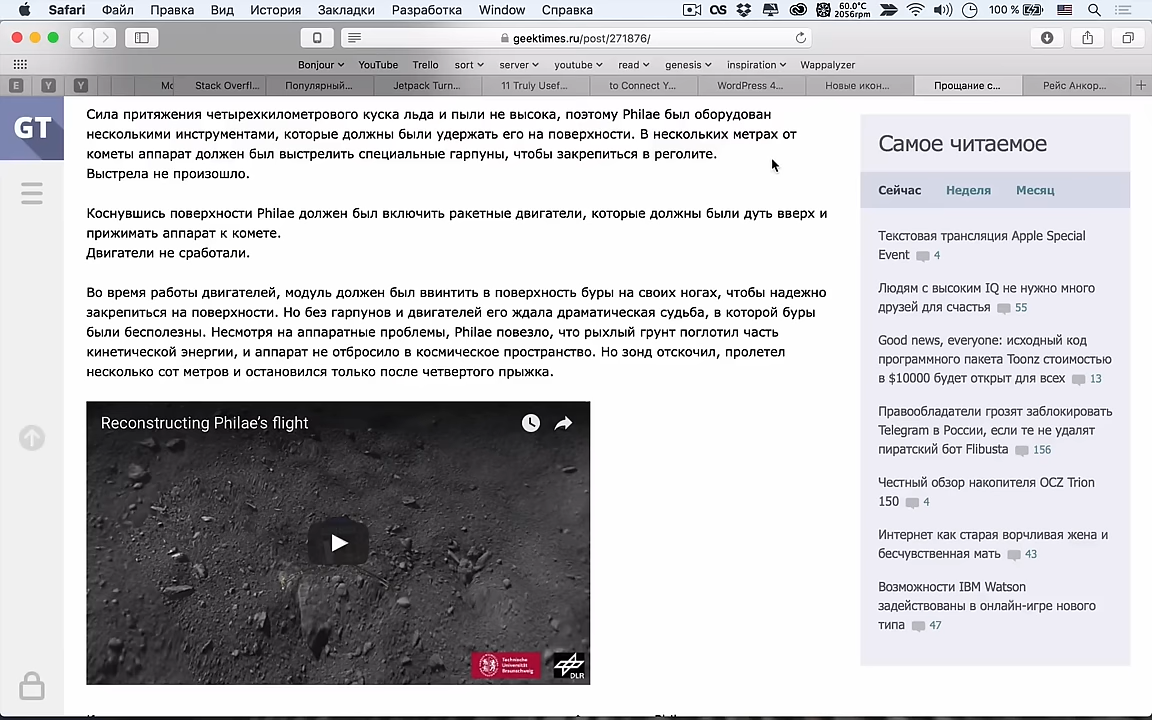 Safari Файл Правка Вид История Закладки Разработка Window Справка
60.0°C
2056rpm
100 %
geektimes.ru/post/271876/
Bonjour YouTube Trello sort server youtube read genesis inspiration Wappalyzer
E Y Y Mc Stack Overfl... Популярный... Jetpack Turn... 11 Truly Usef... to Connect Y... WordPress 4... Новые икон... Прощание с... Рейс Анкор...
GT
Сила притяжения четырехкилометрового куска льда и пыли не высока, поэтому Philae был оборудован
несколькими инструментами, которые должны были удержать его на поверхности. В нескольких метрах от
кометы аппарат должен был выстрелить специальные гарпуны, чтобы закрепиться в реголите.
Выстрела не произошло.
Коснувшись поверхности Philae должен был включить ракетные двигатели, которые должны были дуть вверх и
прижимать аппарат к комете.
Двигатели не сработали.
Во время работы двигателей, модуль должен был ввинтить в поверхность буры на своих ногах, чтобы надежно
закрепиться на поверхности. Но без гарпунов и двигателей его ждала драматическая судьба, в которой буры
были бесполезны. Несмотря на аппаратные проблемы, Philae повезло, что рыхлый грунт поглотил часть
кинетической энергии, и аппарат не отбросило в космическое пространство. Но зонд отскочил, пролетел
несколько сот метров и остановился только после четвертого прыжка.
Reconstructing Philae's flight
Technische
Universität
Braunschweig
DLR
Самое читаемое
Сейчас Неделя Месяц
Текстовая трансляция Apple Special
Event 4
Людям с высоким IQ не нужно много
друзей для счастья 55
Good news, everyone: исходный код
программного пакета Toonz стоимостью
в $10000 будет открыт для всех 13
Правообладатели грозят заблокировать
Telegram в России, если те не удалят
пиратский бот Flibusta 156
Честный обзор накопителя OCZ Trion
150 4
Интернет как старая ворчливая жена и
бесчувственная мать 43
Возможности IBM Watson
задействованы в онлайн-игре нового
типа 47